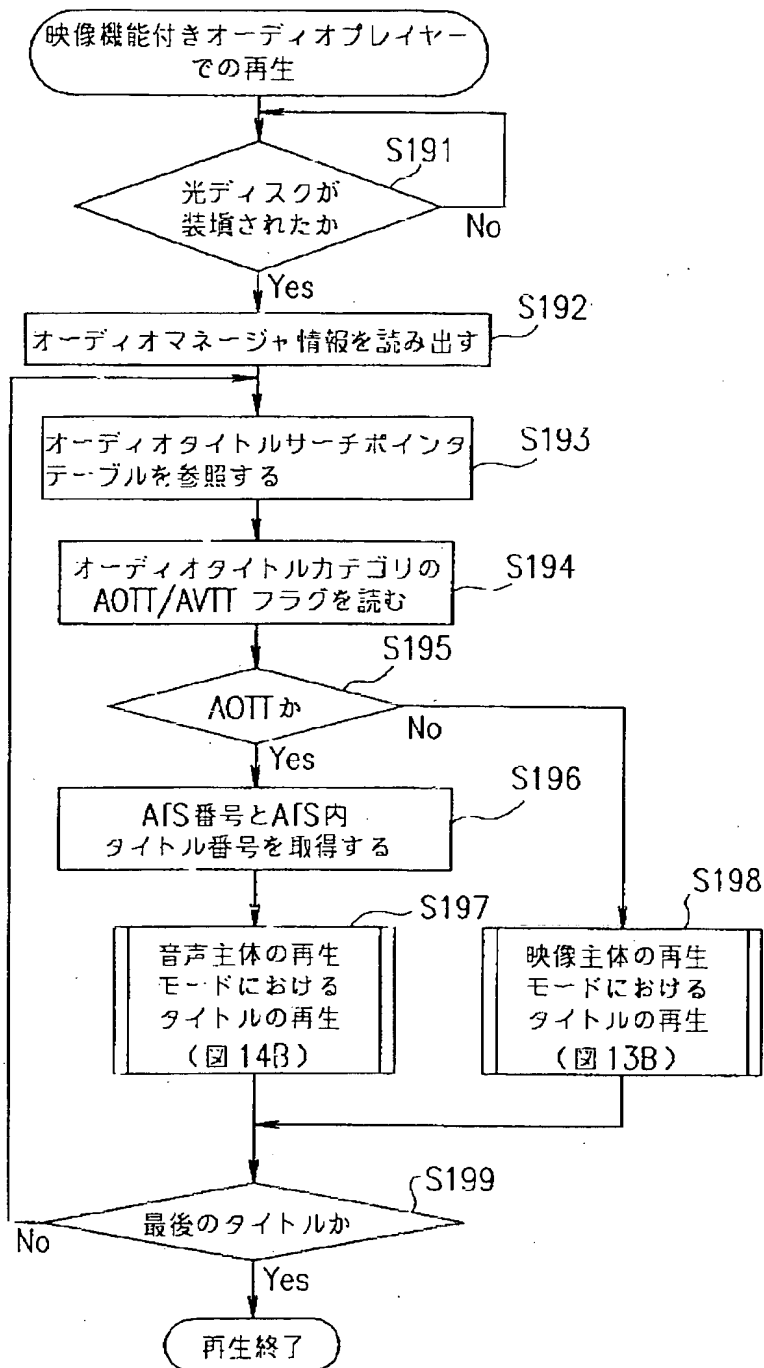 映像機能付きオーディオプレイヤー
での再生
S191
光ディスクが
装填されたか
No
Yes
S192
オーディオマネージャ情報を読み出す
S193
オーディオタイトルサーチポインタ
テーブルを参照する
S194
オーディオタイトルカテゴリの
AOTT/AVTT フラグを読む
S195
AOTTか
No
Yes
S196
ATS番号とATS内
タイトル番号を取得する
S197
音声主体の再生
モードにおける
タイトルの再生
(図14B)
S198
映像主体の再生
モードにおける
タイトルの再生
(図13B)
S199
最後のタイトルか
No
Yes
再生終了